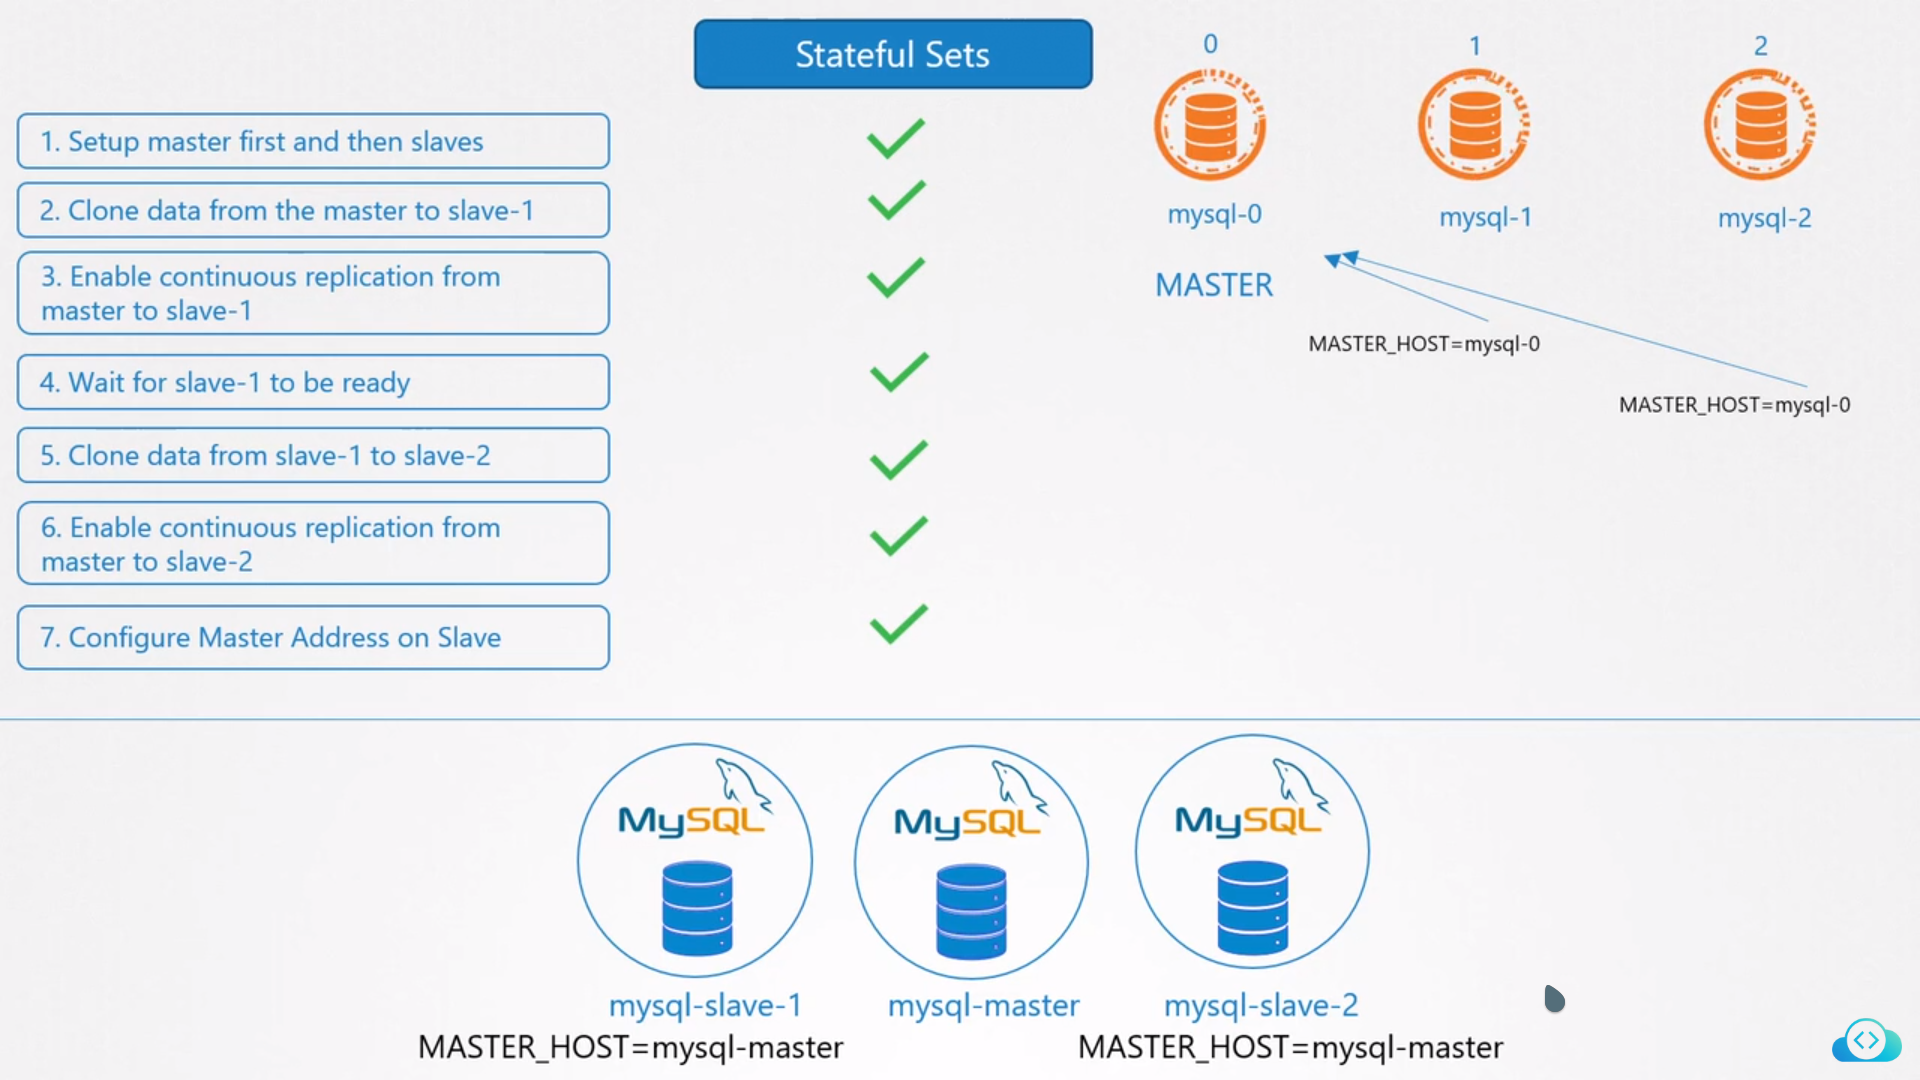 Stateful Sets
1. Setup master first and then slaves
2. Clone data from the master to slave-1
3. Enable continuous replication from
master to slave-1
4. Wait for slave-1 to be ready
5. Clone data from slave-1 to slave-2
6. Enable continuous replication from
master to slave-2
7. Configure Master Address on Slave
0
1
2
mysql-0
mysql-1
mysql-2
MASTER
MASTER_HOST=mysql-0
MASTER_HOST=mysql-0
MySQL
MySQL
MySQL
mysql-slave-1
mysql-master
mysql-slave-2
MASTER_HOST=mysql-master
MASTER_HOST=mysql-master